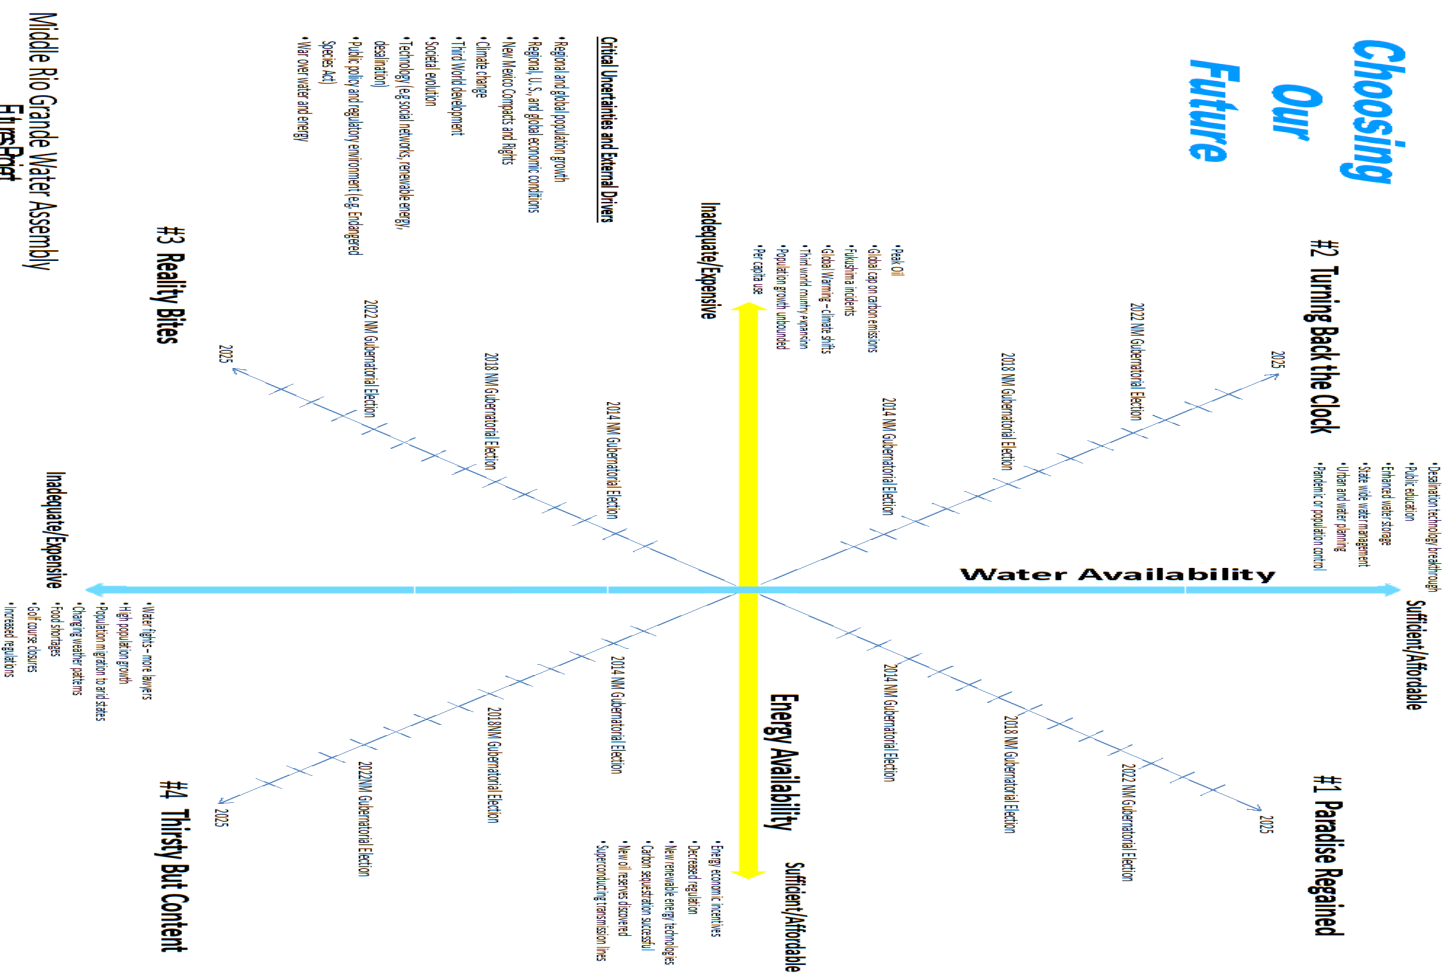 Choosing
Our
Future
#2 Turning Back the Clock
• Desalination technology breakthrough
• Public education
• Enhanced water storage
• State wide water management
• Urban and water planning
• Pandemic or population control
Sufficient/Affordable
#1 Paradise Regained
2025
2025
2022 NM Gubernatorial Election
2022 NM Gubernatorial Election
2018 NM Gubernatorial Election
2018 NM Gubernatorial Election
2014 NM Gubernatorial Election
2014 NM Gubernatorial Election
Water Availability
• Peak Oil
• Global cap on carbon emissions
• Fukushima incidents
• Global Warming – climate shifts
• Third world country expansion
• Population growth unbounded
• Per capita use
Inadequate/Expensive
Energy Availability
Sufficient/Affordable
• Energy economic incentives
• Decreased regulation
• New renewable energy technologies
• Carbon sequestration successful
• New oil reserves discovered
• Superconducting transmission lines
Critical Uncertainties and External Drivers
• Regional and global population growth
• Regional, U. S., and global economic conditions
• New Mexico Compacts and Rights
• Climate change
• Third World development
• Societal evolution
• Technology (e.g social networks, renewable energy,
desalination)
• Public policy and regulatory environment (e.g. Endangered
Species Act)
• War over water and energy
2014 NM Gubernatorial Election
2014 NM Gubernatorial Election
2018 NM Gubernatorial Election
2018NM Gubernatorial Election
2022 NM Gubernatorial Election
2022NM Gubernatorial Election
2025
2025
#3 Reality Bites
#4 Thirsty But Content
Inadequate/Expensive
• Water fights – more lawyers
• High population growth
• Population migration to arid states
• Changing weather patterns
• Food shortages
• Golf course closures
• Increased regulations
Middle Rio Grande Water Assembly